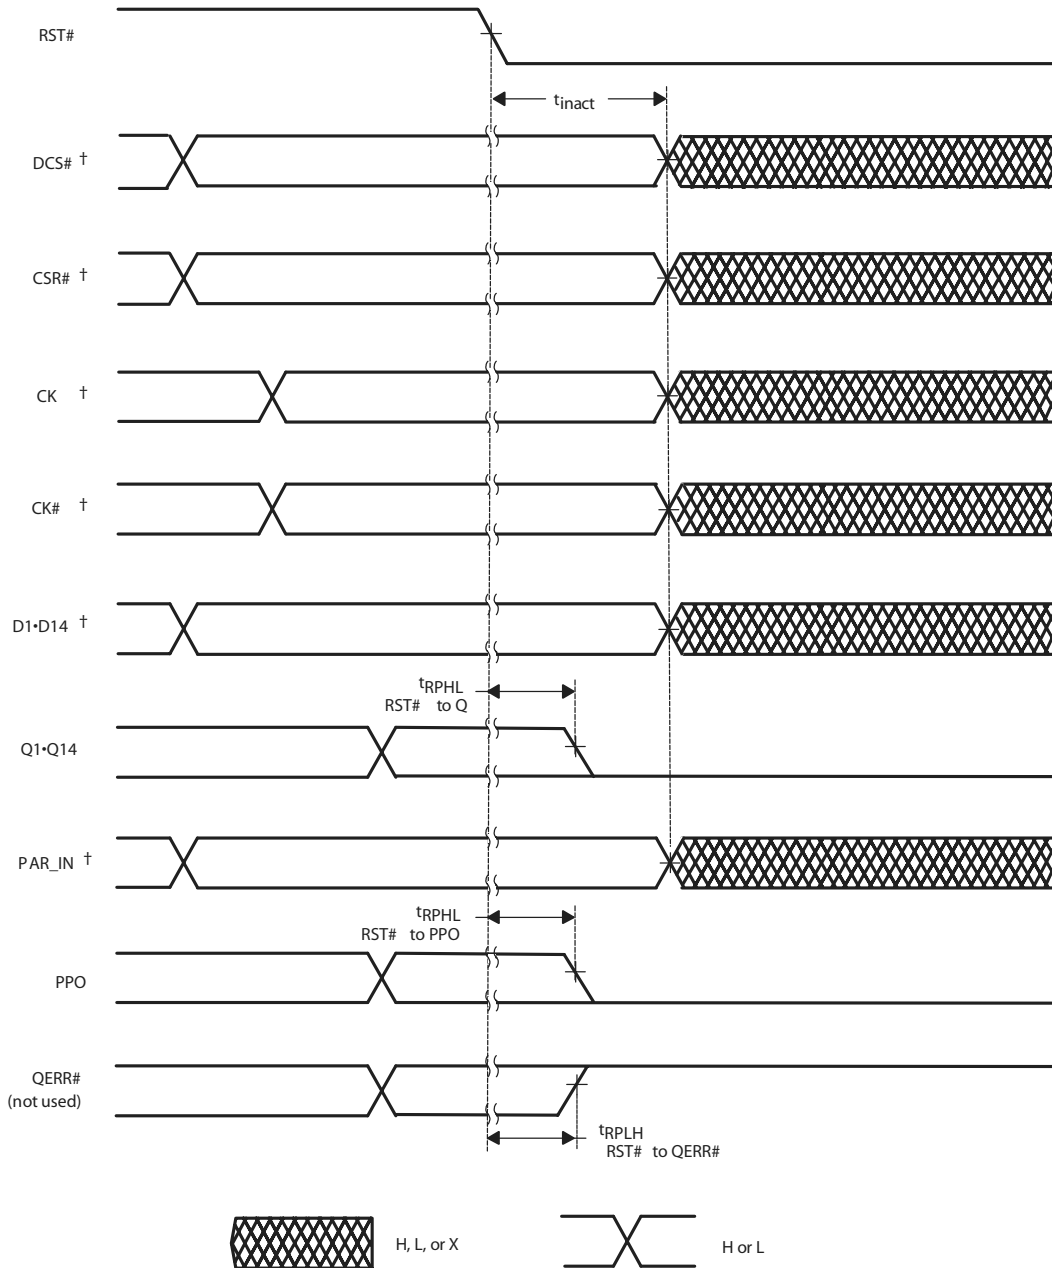 RST#
tinact
DCS# †
CSR# †
CK †
CK# †
D1•D14 †
tRPHL
RST# to Q
Q1•Q14
PAR_IN †
tRPHL
RST# to PPO
PPO
QERR#
(not used)
tRPLH
RST# to QERR#
H, L, or X
H or L